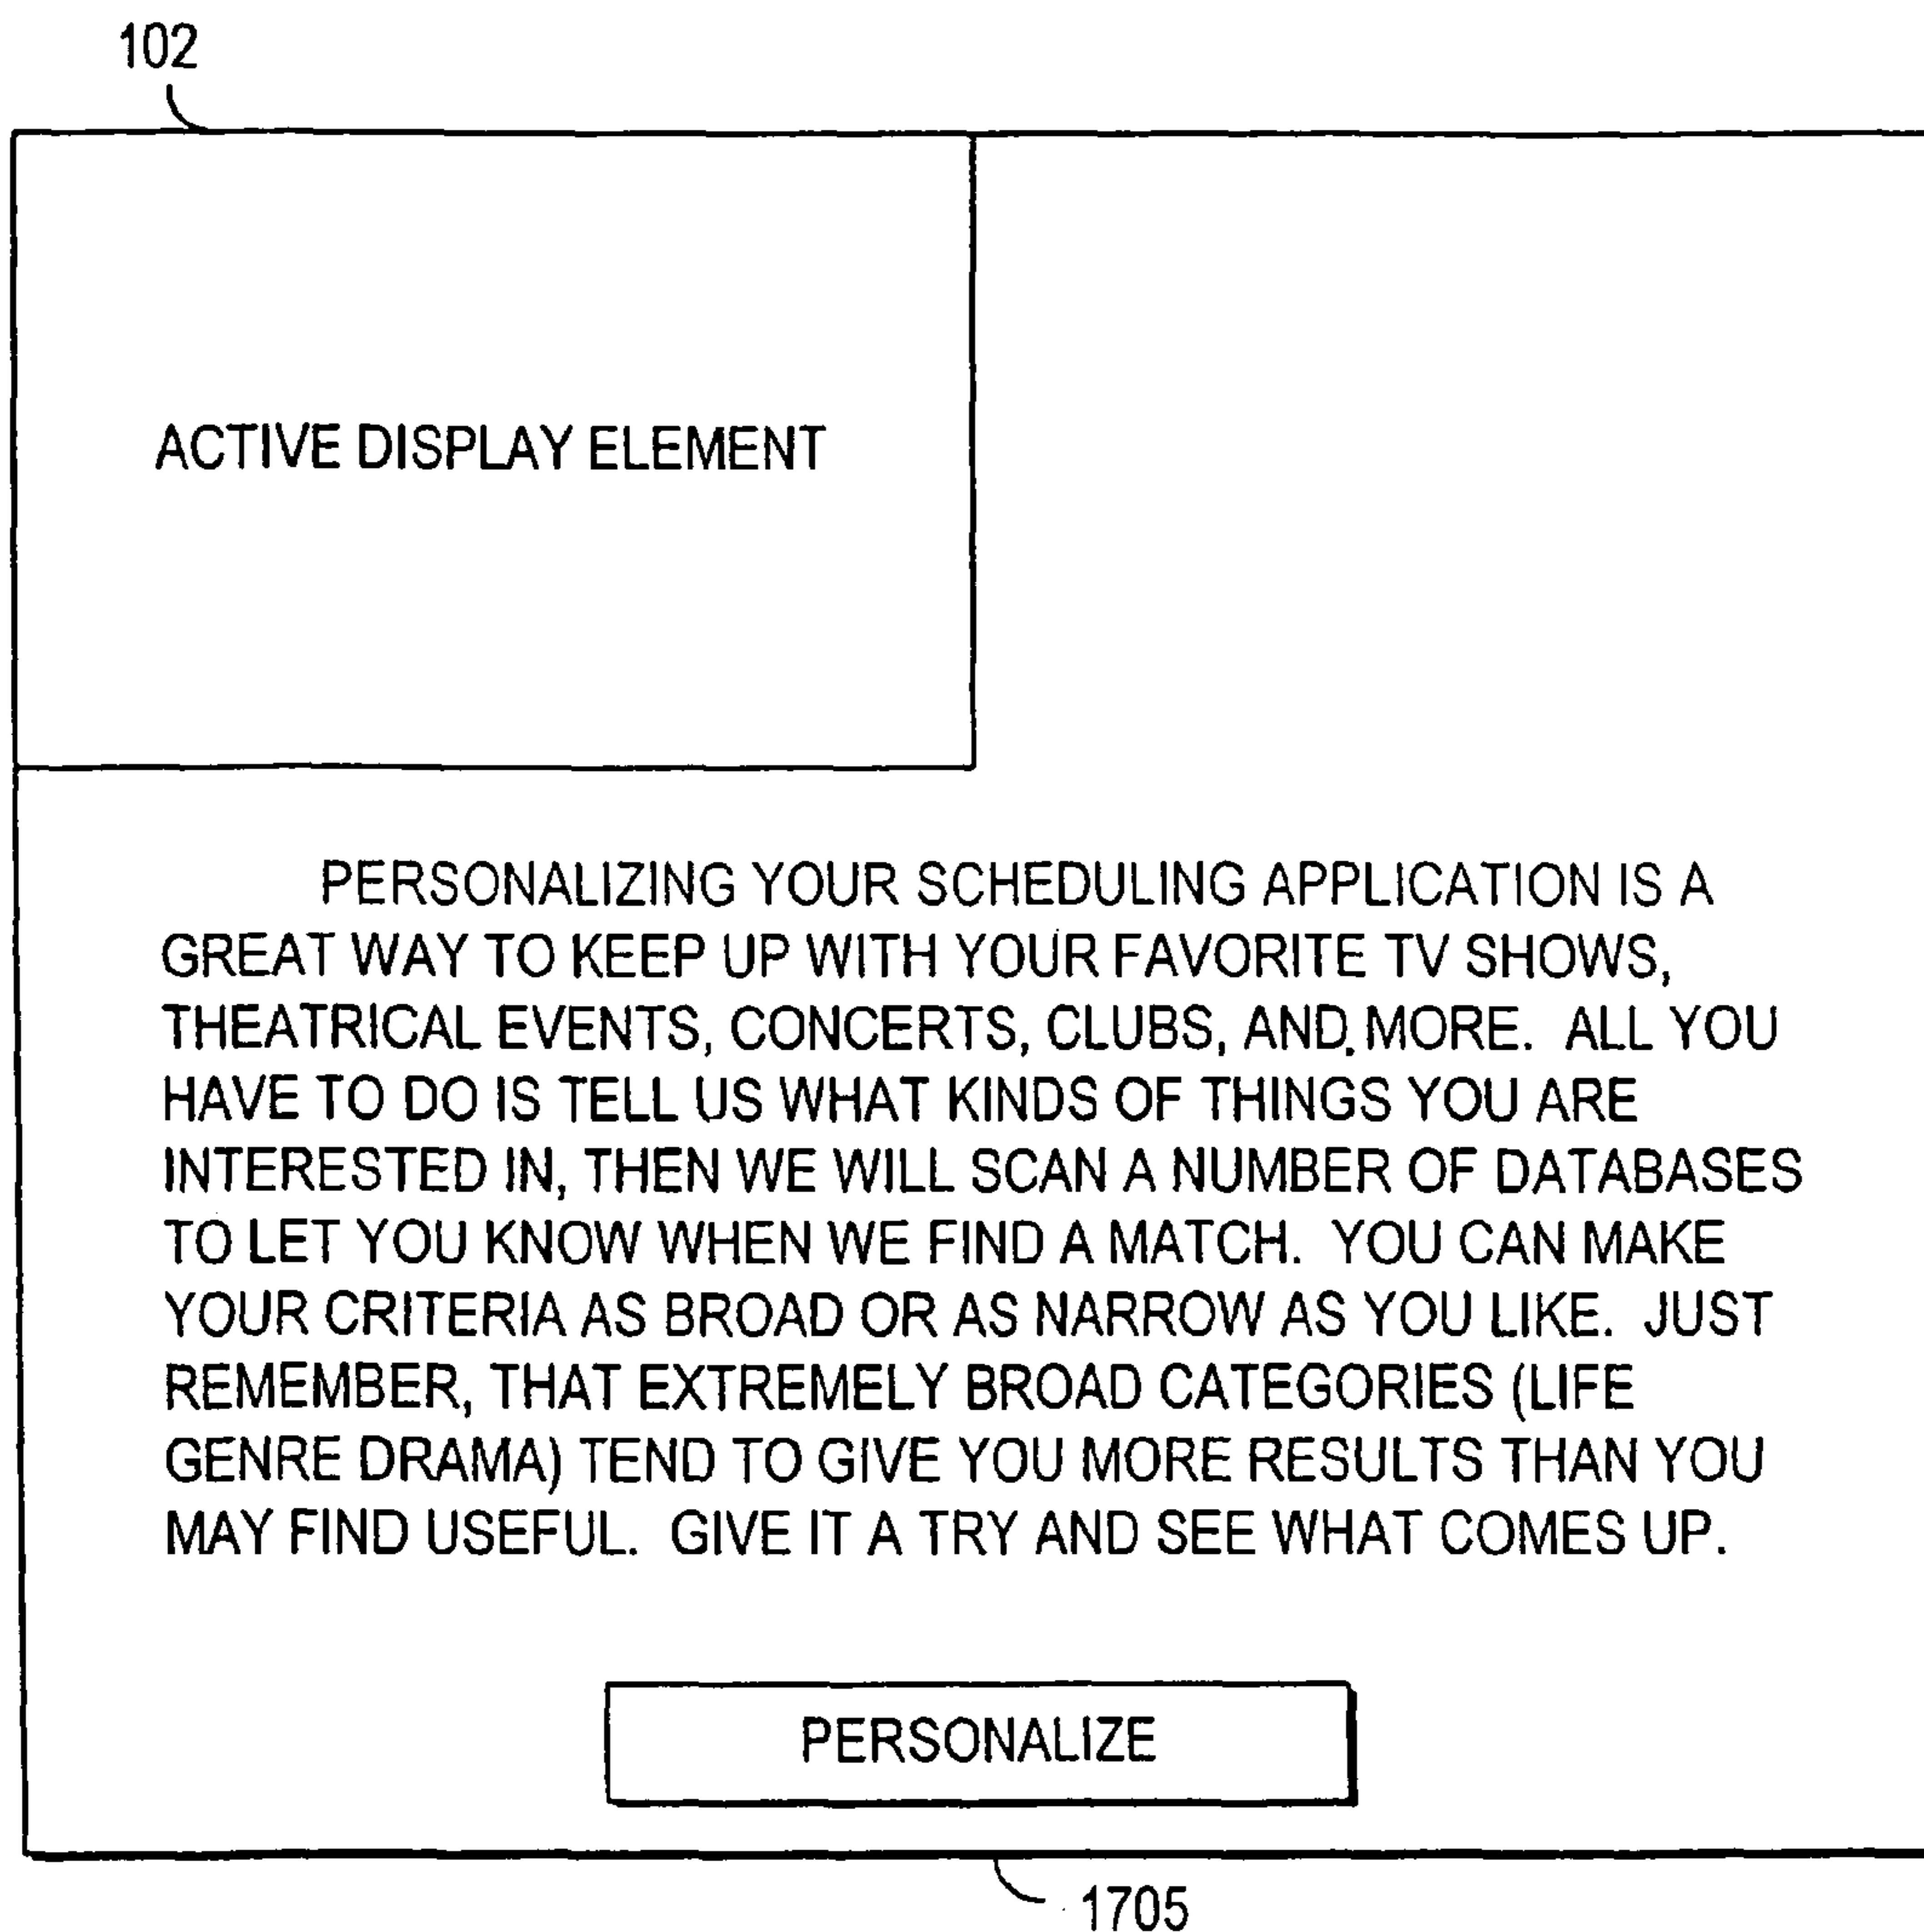 102
ACTIVE DISPLAY ELEMENT
PERSONALIZING YOUR SCHEDULING APPLICATION IS A
GREAT WAY TO KEEP UP WITH YOUR FAVORITE TV SHOWS,
THEATRICAL EVENTS, CONCERTS, CLUBS, AND MORE. ALL YOU
HAVE TO DO IS TELL US WHAT KINDS OF THINGS YOU ARE
INTERESTED IN, THEN WE WILL SCAN A NUMBER OF DATABASES
TO LET YOU KNOW WHEN WE FIND A MATCH. YOU CAN MAKE
YOUR CRITERIA AS BROAD OR AS NARROW AS YOU LIKE. JUST
REMEMBER, THAT EXTREMELY BROAD CATEGORIES (LIFE
GENRE DRAMA) TEND TO GIVE YOU MORE RESULTS THAN YOU
MAY FIND USEFUL. GIVE IT A TRY AND SEE WHAT COMES UP.
PERSONALIZE
1705